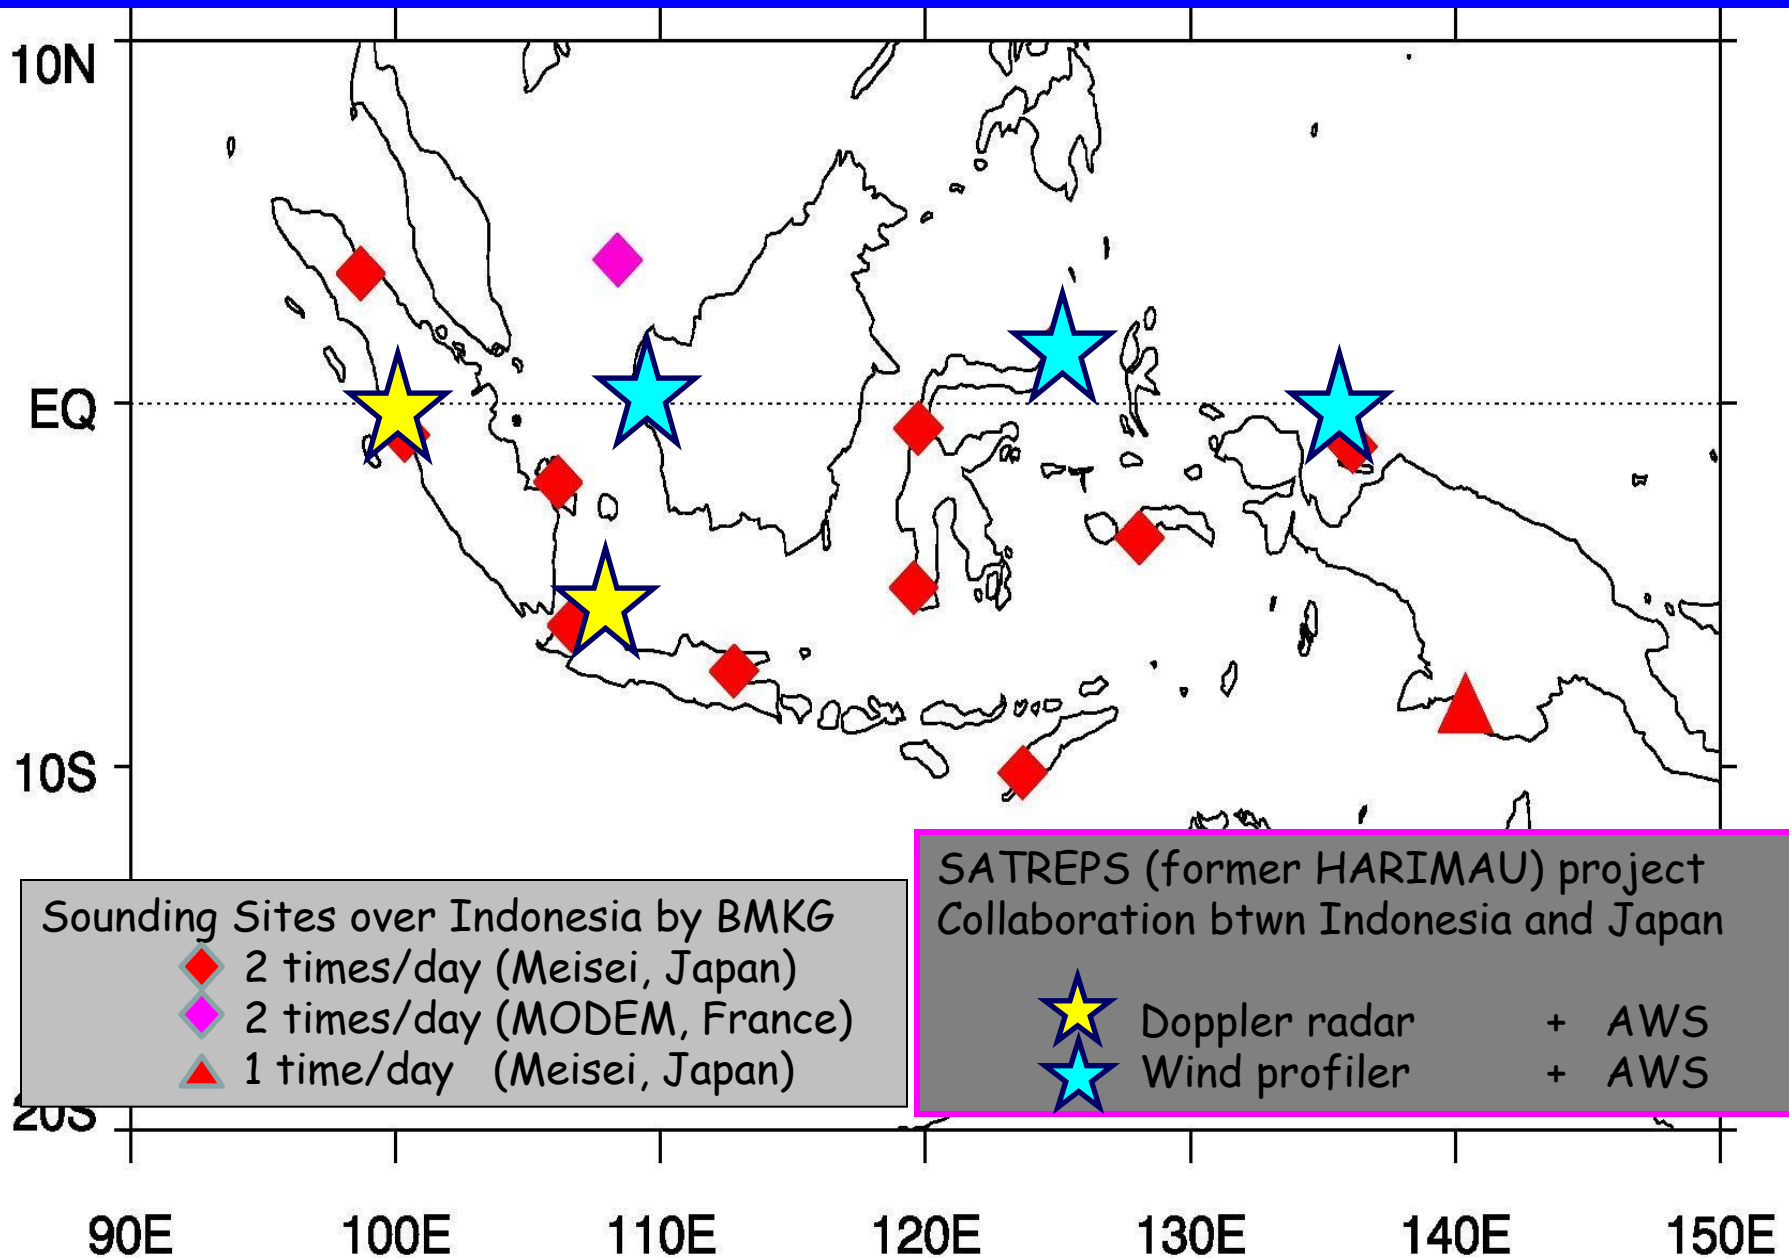 10N
EQ
10S
20S
Sounding Sites over Indonesia by BMKG
2 times/day (Meisei, Japan)
2 times/day (MODEM, France)
1 time/day (Meisei, Japan)
SATREPS (former HARIMAU) project
Collaboration btwn Indonesia and Japan
Doppler radar + AWS
Wind profiler + AWS
90E 100E 110E 120E 130E 140E 150E